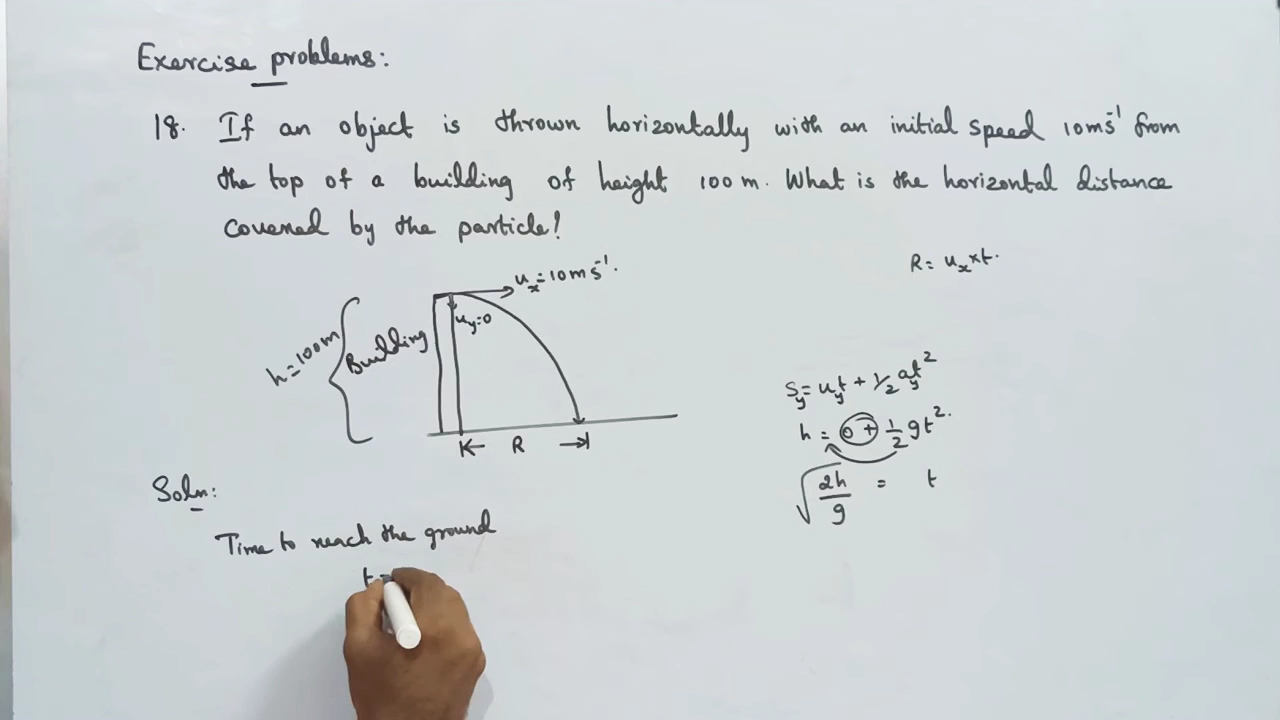 Exercise problems:
18. If an object is thrown horizontally with an initial speed 10ms⁻¹ from
the top of a building of height 100 m. What is the horizontal distance
covered by the particle?
R = uₓ × t.
uₓ = 10 m s⁻¹.
u_y = 0
h = 100m
Building
R
S_y = u_y t + 1/2 a_y t²
h = 0 + 1/2 g t².
√(2h/g) = t
Soln:
Time to reach the ground
t =